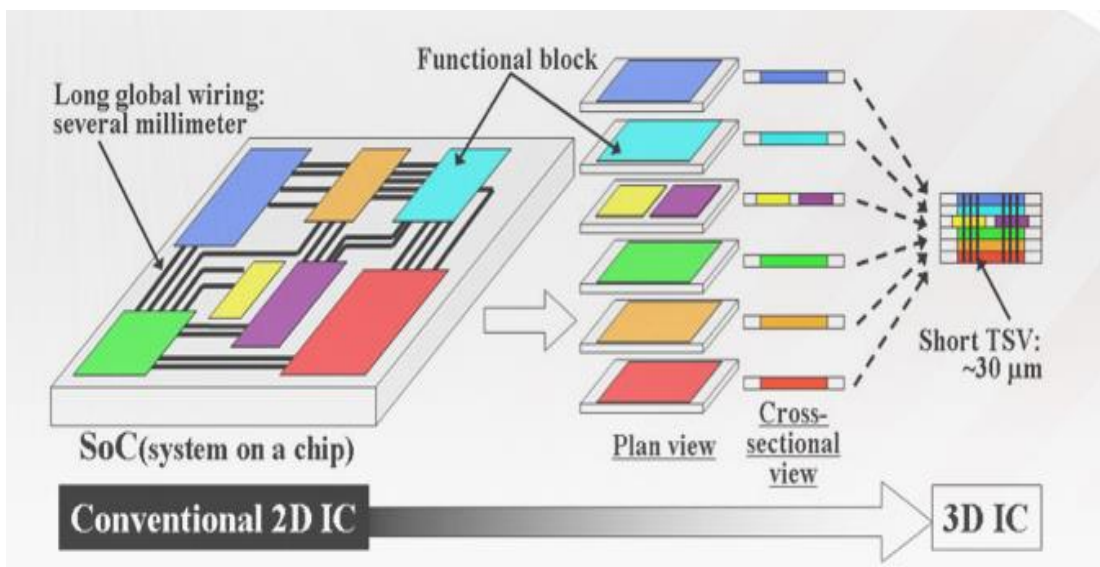 Functional block
Long global wiring:
several millimeter
Short TSV:
~30 μm
SoC(system on a chip)
Plan view
Cross-
sectional
view
Conventional 2D IC
3D IC